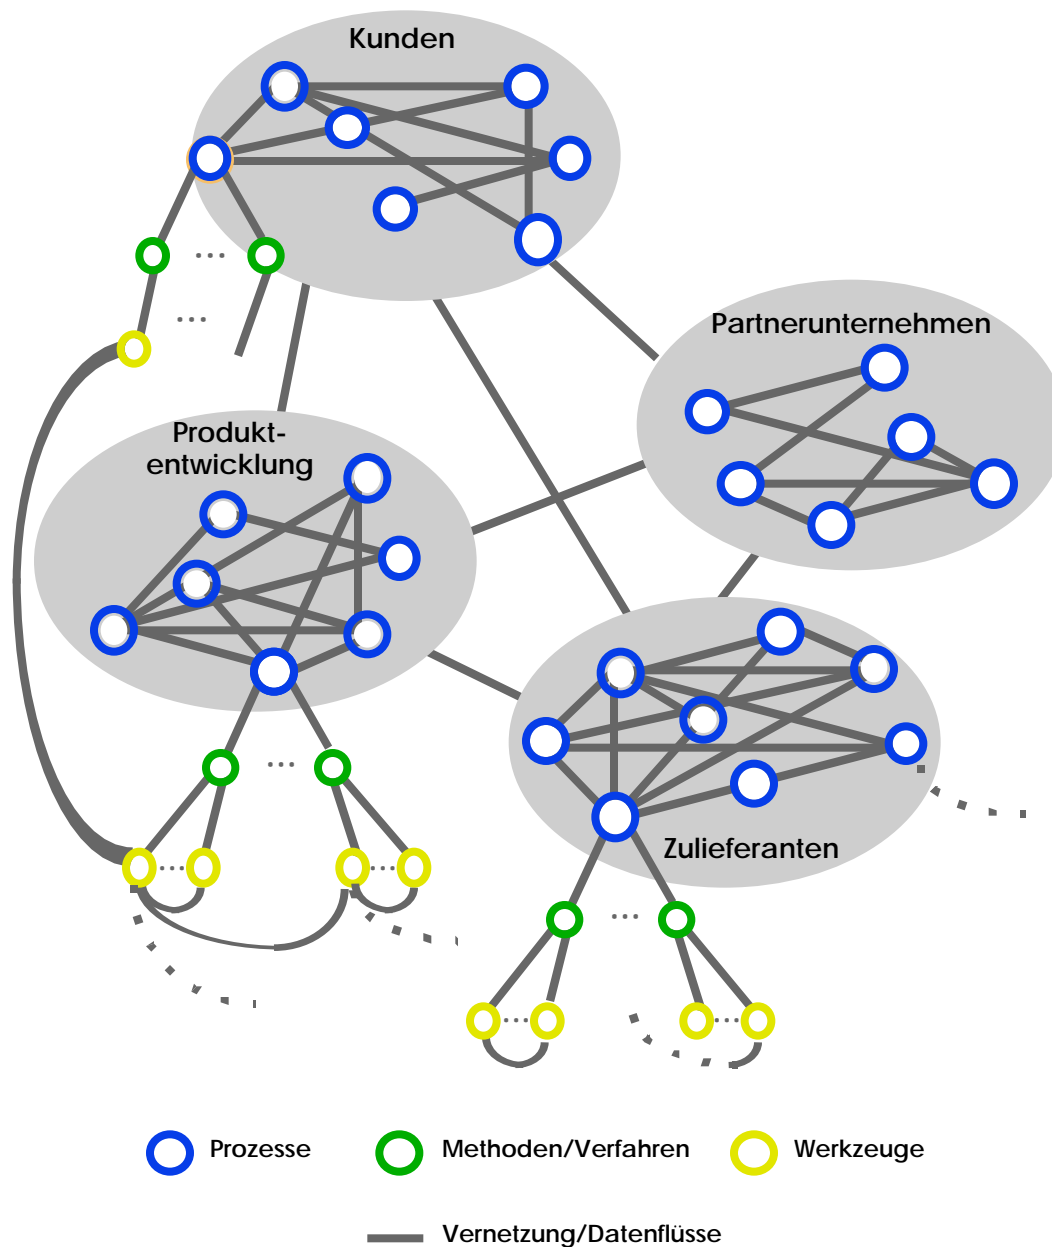 Kunden
Partnerunternehmen
Produkt-
entwicklung
Zulieferanten
Prozesse
Methoden/Verfahren
Werkzeuge
Vernetzung/Datenflüsse